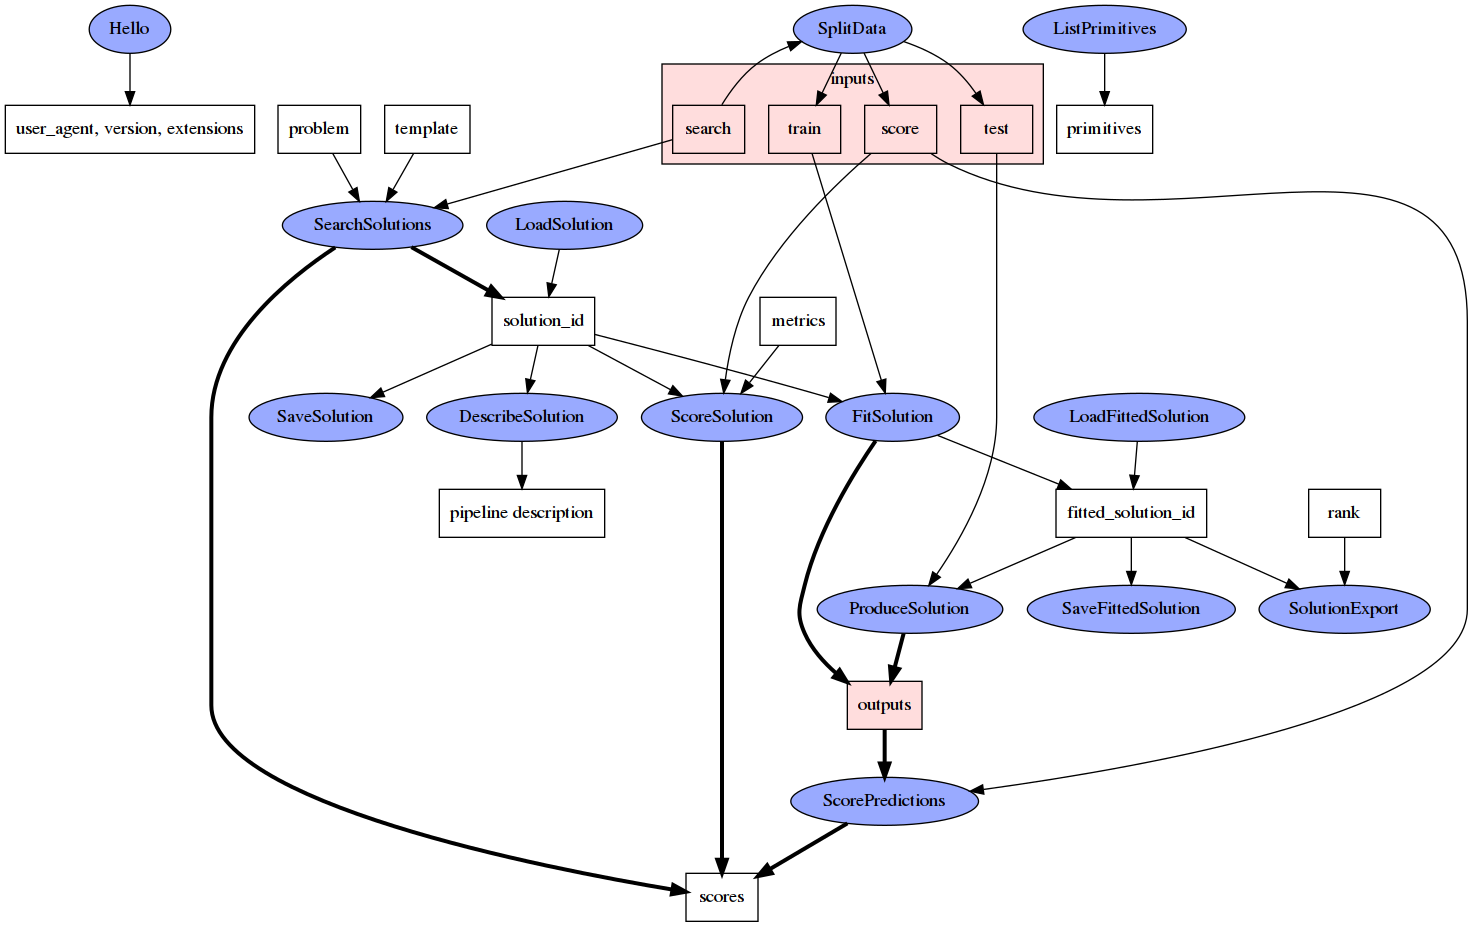 Hello
SplitData
ListPrimitives
inputs
user_agent, version, extensions
problem
template
search
train
score
test
primitives
SearchSolutions
LoadSolution
solution_id
metrics
SaveSolution
DescribeSolution
ScoreSolution
FitSolution
LoadFittedSolution
pipeline description
fitted_solution_id
rank
ProduceSolution
SaveFittedSolution
SolutionExport
outputs
ScorePredictions
scores